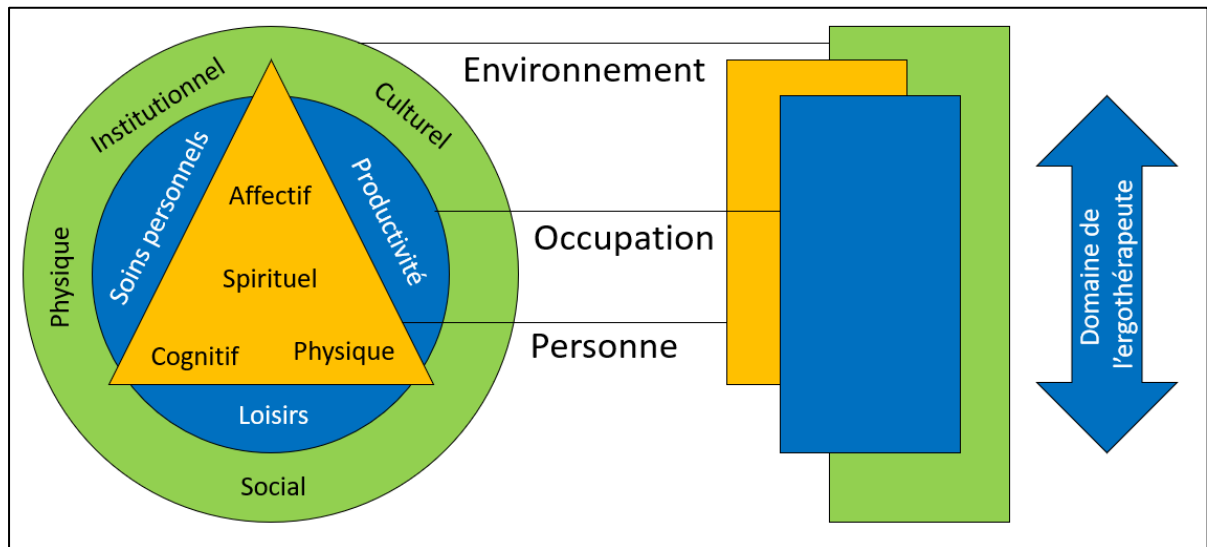 Institutionnel
Culturel
Physique
Soins personnels
Productivité
Affectif
Spirituel
Cognitif
Physique
Loisirs
Social
Environnement
Occupation
Personne
Domaine de
l'ergothérapeute